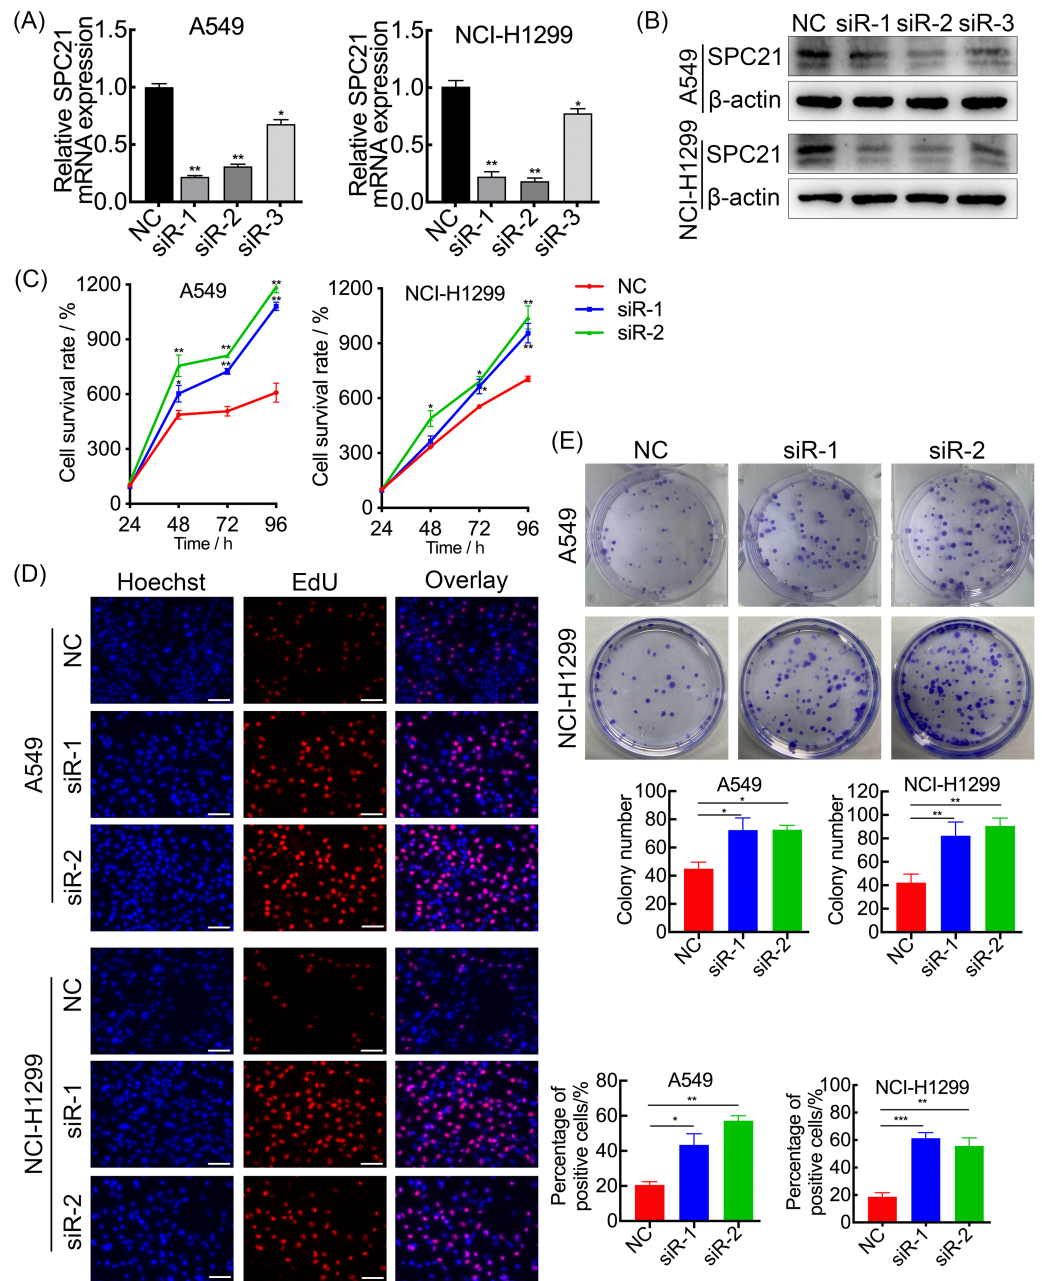 (A)
A549
Relative SPC21
mRNA expression
1.5
1.0
0.5
0.0
**
**
*
NC
siR-1
siR-2
siR-3
NCI-H1299
Relative SPC21
mRNA expression
1.5
1.0
0.5
0.0
**
**
*
NC
siR-1
siR-2
siR-3
(B)
NC siR-1 siR-2 siR-3
A549
SPC21
β-actin
NCI-H1299
SPC21
β-actin
(C)
A549
Cell survival rate / %
1200
900
600
300
0
**
*
**
**
**
**
24 48 72 96
Time / h
NCI-H1299
Cell survival rate / %
1200
900
600
300
0
*
*
*
**
**
24 48 72 96
Time / h
NC
siR-1
siR-2
(D)
Hoechst EdU Overlay
A549
NC
siR-1
siR-2
NCI-H1299
NC
siR-1
siR-2
(E)
NC siR-1 siR-2
A549
NCI-H1299
A549
Colony number
100
80
60
40
20
0
*
*
NC
siR-1
siR-2
NCI-H1299
Colony number
120
100
80
60
40
20
0
**
**
NC
siR-1
siR-2
A549
Percentage of
positive cells/%
80
60
40
20
0
**
*
NC
siR-1
siR-2
NCI-H1299
Percentage of
positive cells/%
100
80
60
40
20
0
**
***
NC
siR-1
siR-2